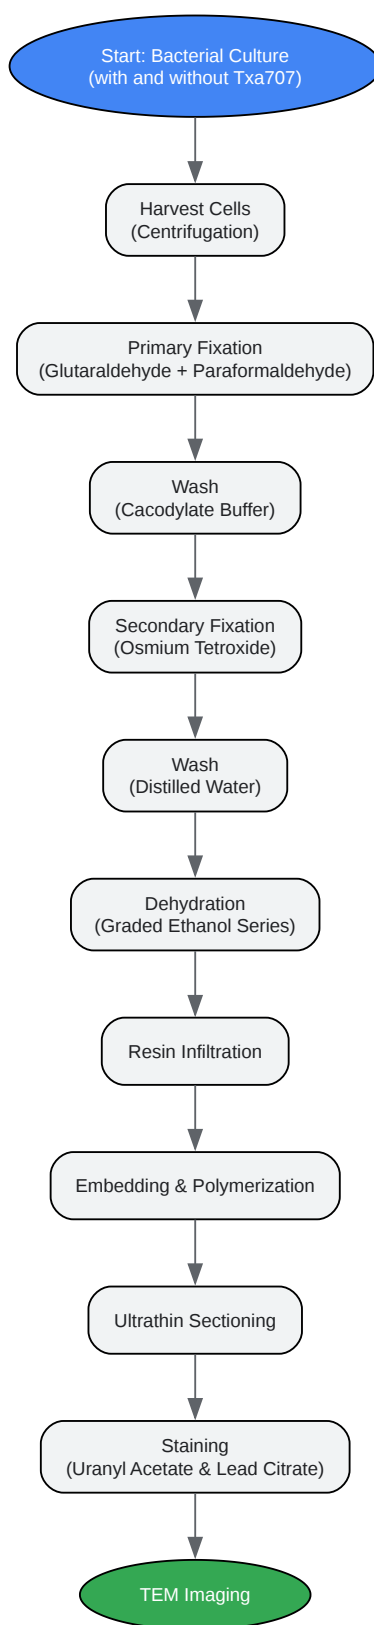 Start: Bacterial Culture
(with and without Txa707)
Harvest Cells
(Centrifugation)
Primary Fixation
(Glutaraldehyde + Paraformaldehyde)
Wash
(Cacodylate Buffer)
Secondary Fixation
(Osmium Tetroxide)
Wash
(Distilled Water)
Dehydration
(Graded Ethanol Series)
Resin Infiltration
Embedding & Polymerization
Ultrathin Sectioning
Staining
(Uranyl Acetate & Lead Citrate)
TEM Imaging